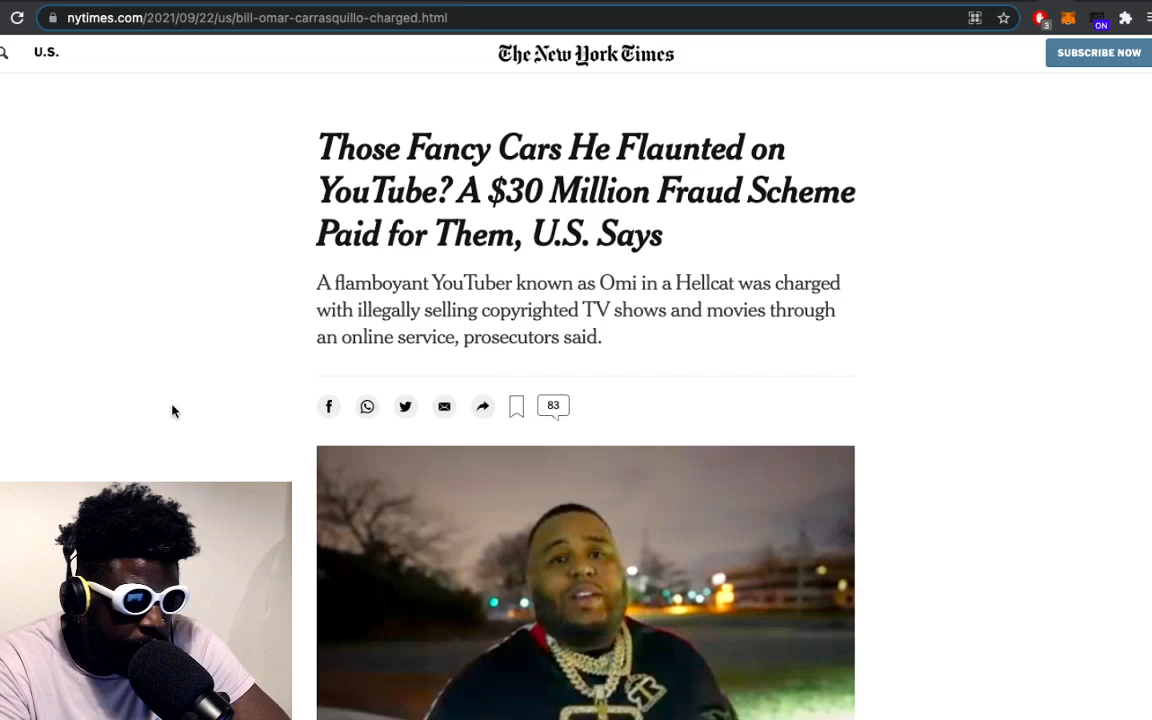 nytimes.com/2021/09/22/us/bill-omar-carrasquillo-charged.html
3
ON
U.S.
The New York Times
SUBSCRIBE NOW
Those Fancy Cars He Flaunted on
YouTube? A $30 Million Fraud Scheme
Paid for Them, U.S. Says
A flamboyant YouTuber known as Omi in a Hellcat was charged
with illegally selling copyrighted TV shows and movies through
an online service, prosecutors said.
83